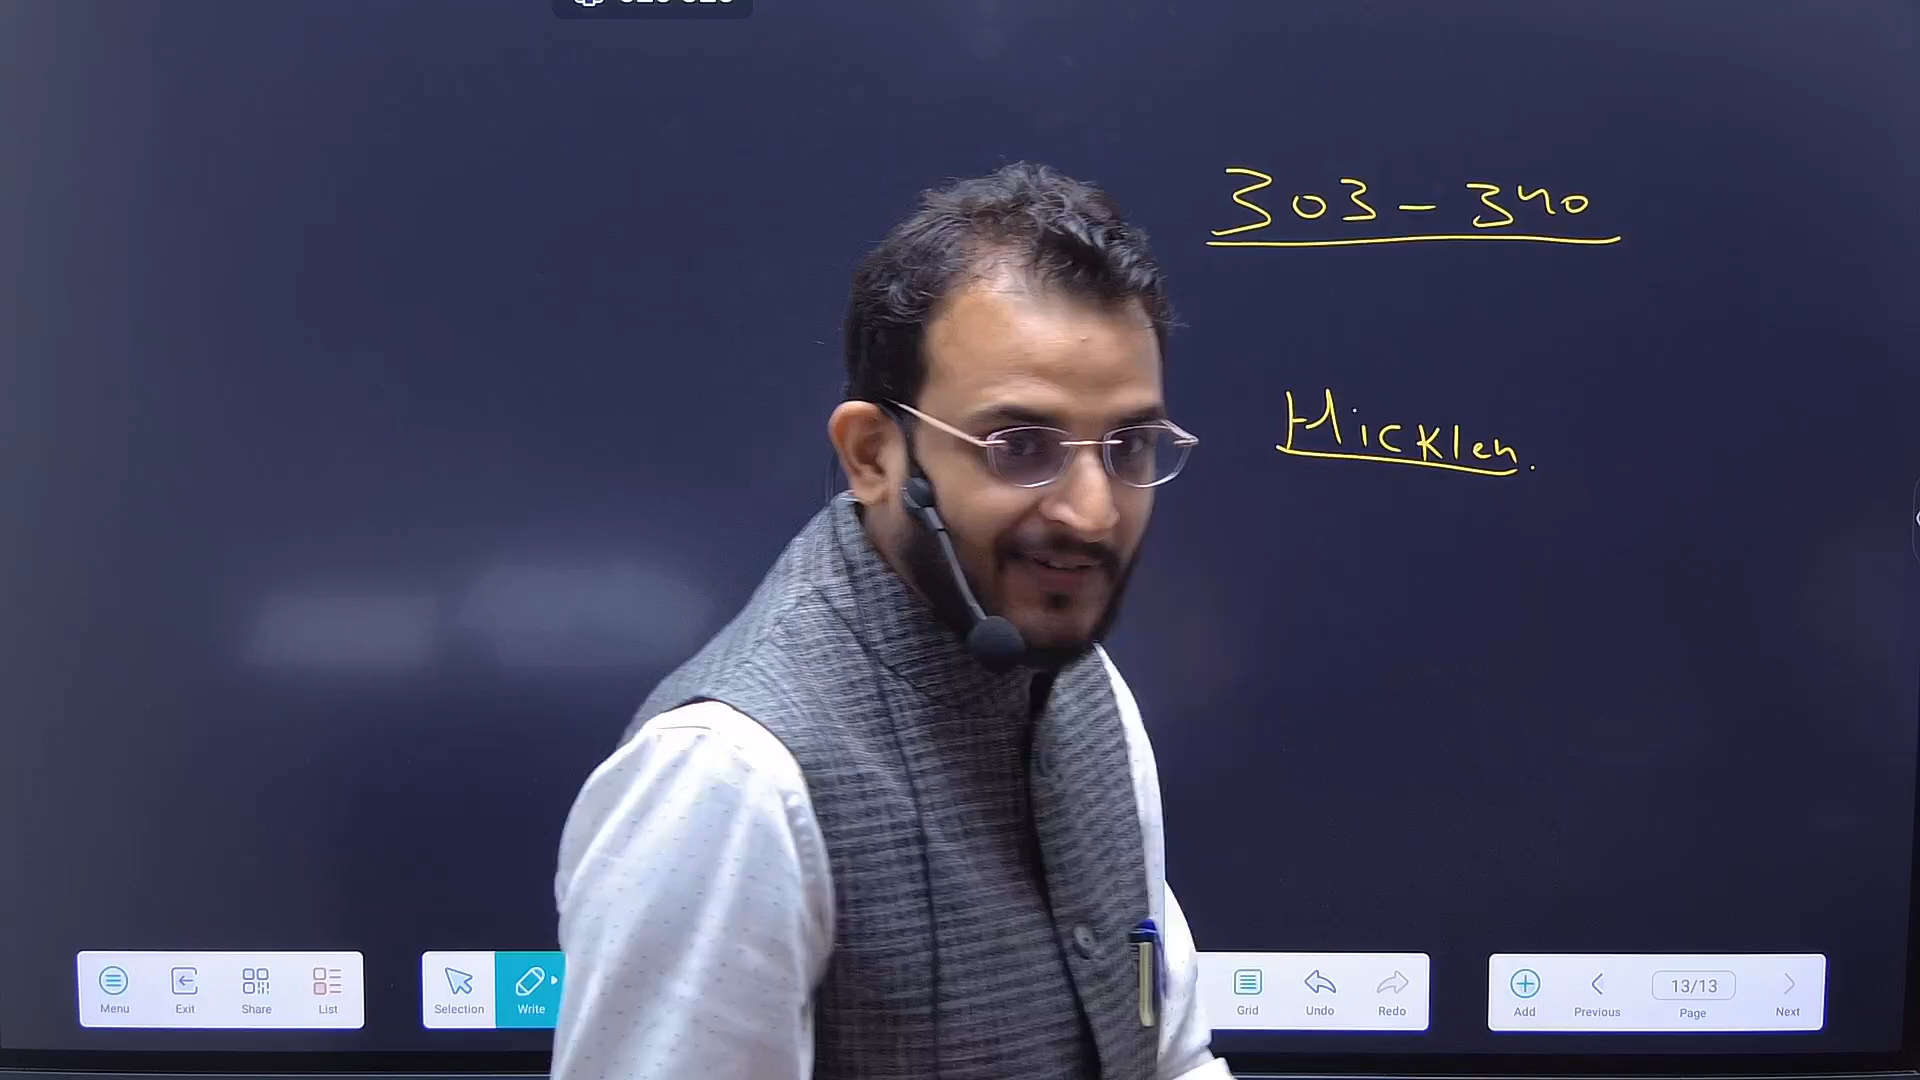 303 - 340
Hicklen.
Menu
Exit
Share
List
Selection
Write
Grid
Undo
Redo
Add
Previous
13/13
Page
Next